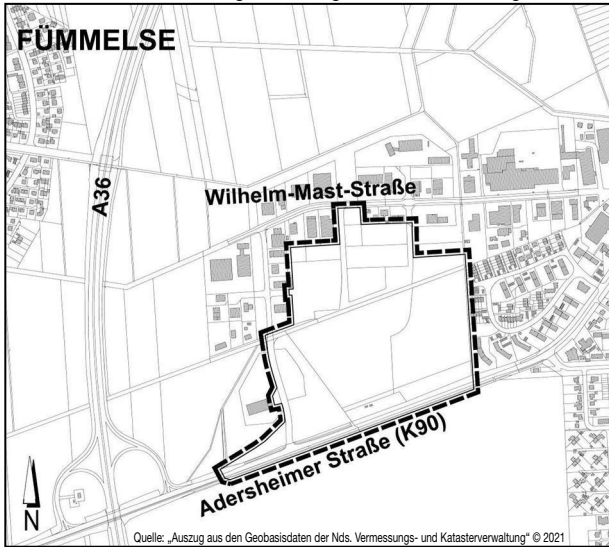 FÜMMELSE
A36
Wilhelm-Mast-Straße
Adersheimer Straße (K90)
N
Quelle: „Auszug aus den Geobasisdaten der Nds. Vermessungs- und Katasterverwaltung“ © 2021